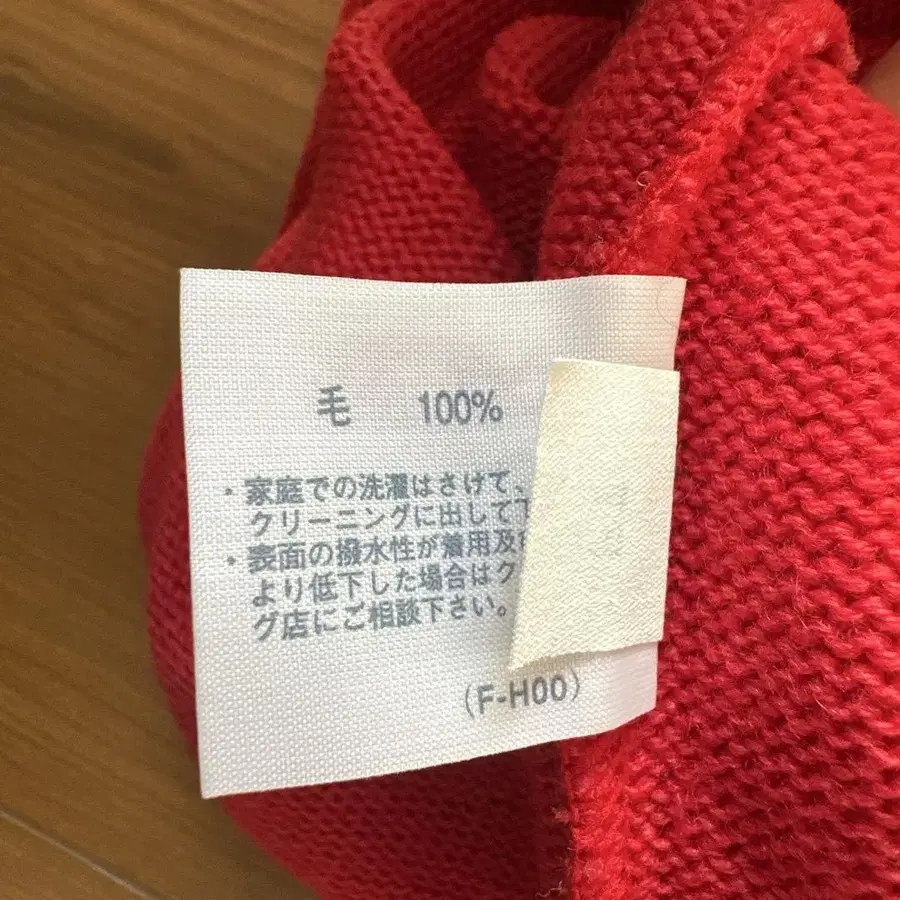 毛 100%
・家庭での洗濯はさけて、
クリーニングに出して下
・表面の撥水性が着用及
より低下した場合はク
グ店にご相談下さい。
(F-H00)